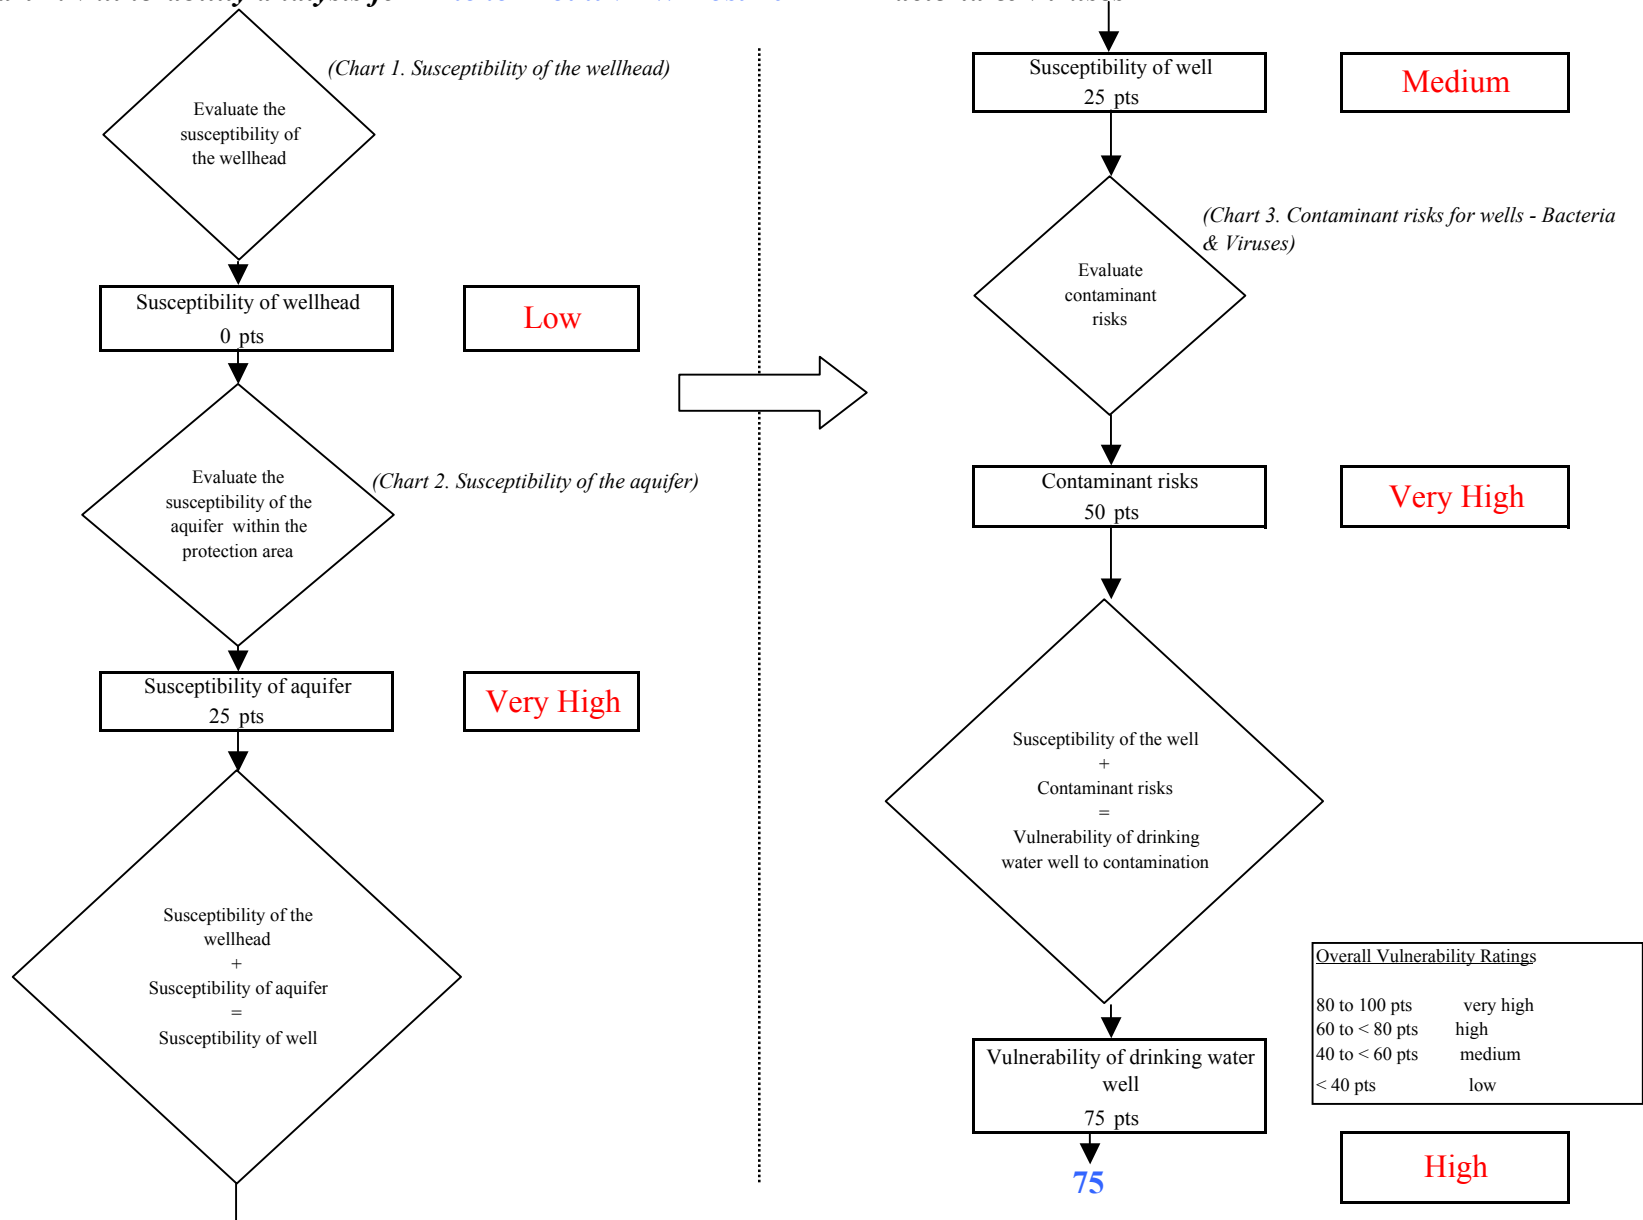 (Chart 1. Susceptibility of the wellhead)
Evaluate the
susceptibility of
the wellhead
Susceptibility of wellhead
0 pts
Low
Evaluate the
susceptibility of the
aquifer within the
protection area
(Chart 2. Susceptibility of the aquifer)
Susceptibility of aquifer
25 pts
Very High
Susceptibility of the
wellhead
+
Susceptibility of aquifer
=
Susceptibility of well
Susceptibility of well
25 pts
Medium
(Chart 3. Contaminant risks for wells - Bacteria
& Viruses)
Evaluate
contaminant
risks
Contaminant risks
50 pts
Very High
Susceptibility of the well
+
Contaminant risks
=
Vulnerability of drinking
water well to contamination
Overall Vulnerability Ratings
80 to 100 pts very high
60 to < 80 pts high
40 to < 60 pts medium
< 40 pts low
Vulnerability of drinking water
well
75 pts
75
High